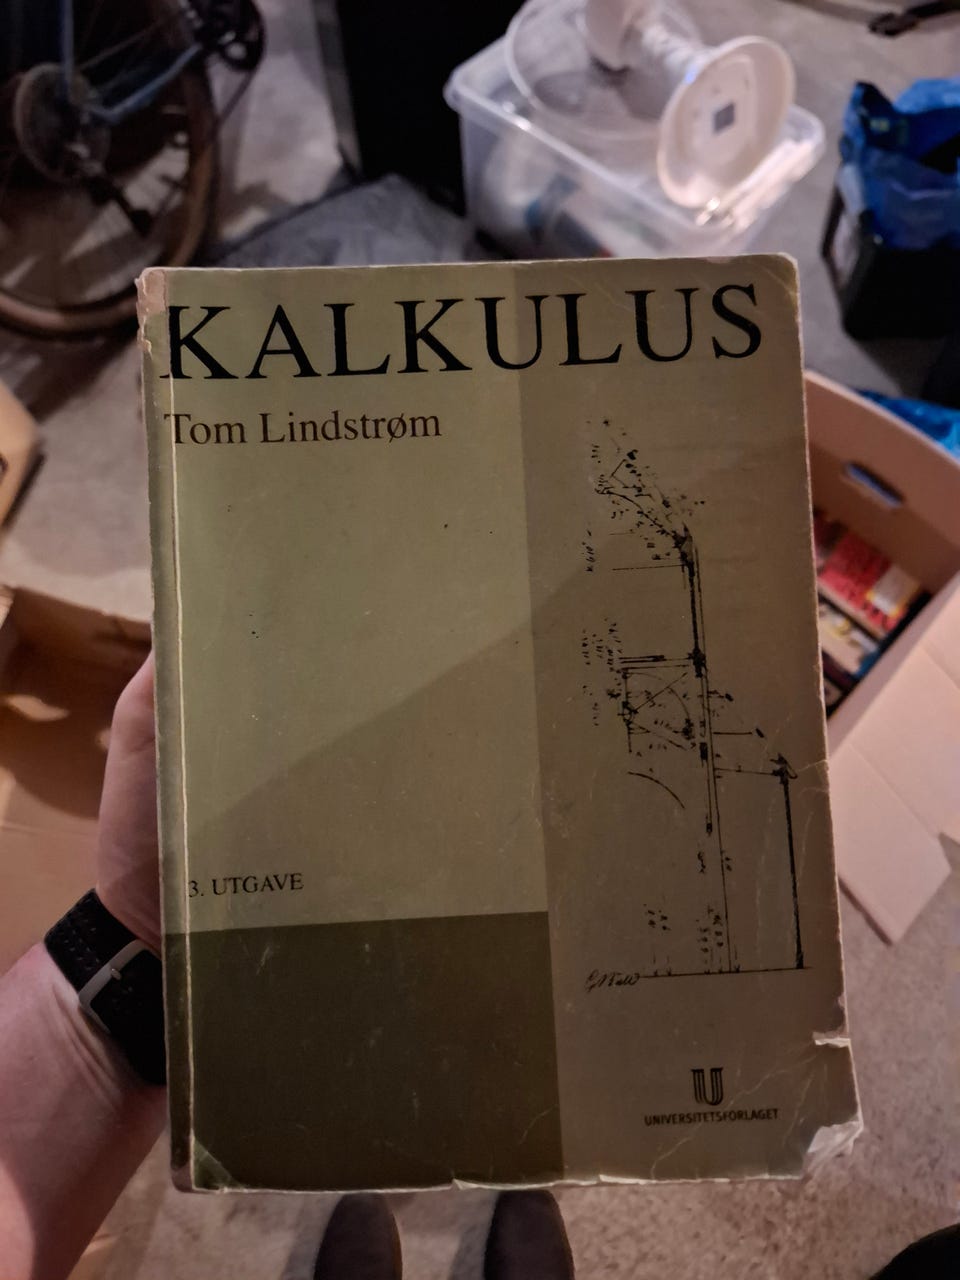 KALKULUS
Tom Lindstrøm
3. UTGAVE
U
UNIVERSITETSFORLAGET